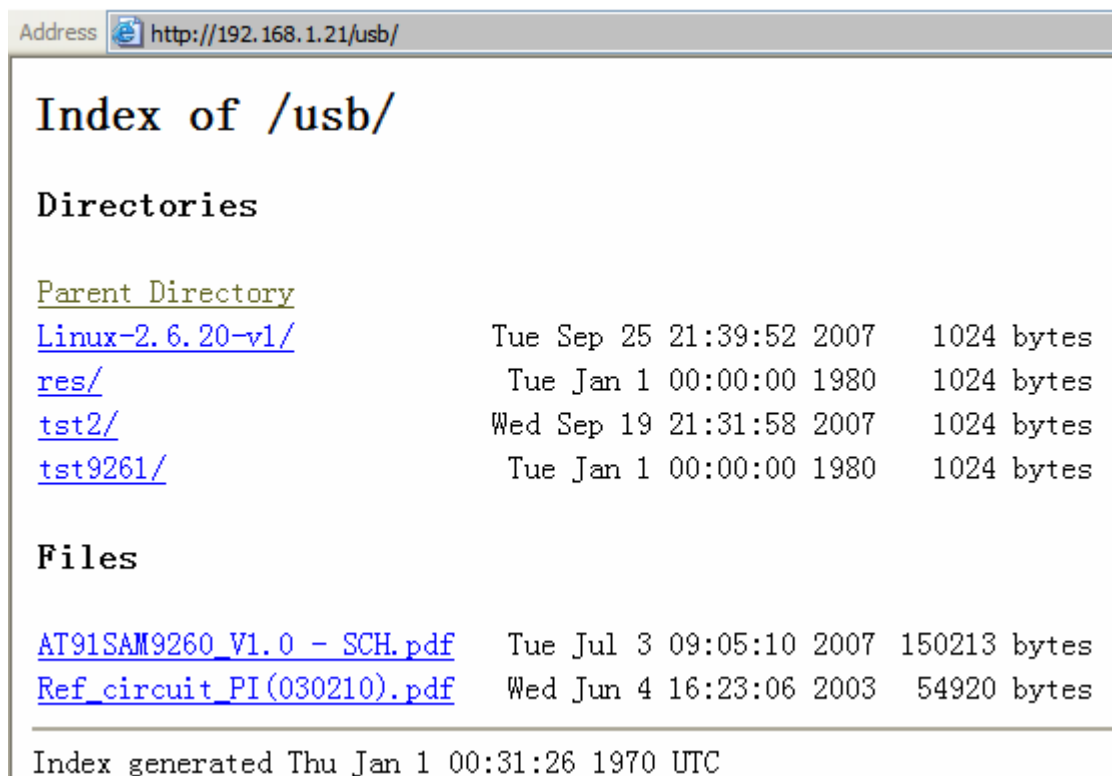 Address http://192.168.1.21/usb/
Index of /usb/
Directories
Parent Directory
Linux-2.6.20-v1/ Tue Sep 25 21:39:52 2007 1024 bytes
res/ Tue Jan 1 00:00:00 1980 1024 bytes
tst2/ Wed Sep 19 21:31:58 2007 1024 bytes
tst9261/ Tue Jan 1 00:00:00 1980 1024 bytes
Files
AT91SAM9260_V1.0 - SCH.pdf Tue Jul 3 09:05:10 2007 150213 bytes
Ref_circuit_PI(030210).pdf Wed Jun 4 16:23:06 2003 54920 bytes
Index generated Thu Jan 1 00:31:26 1970 UTC